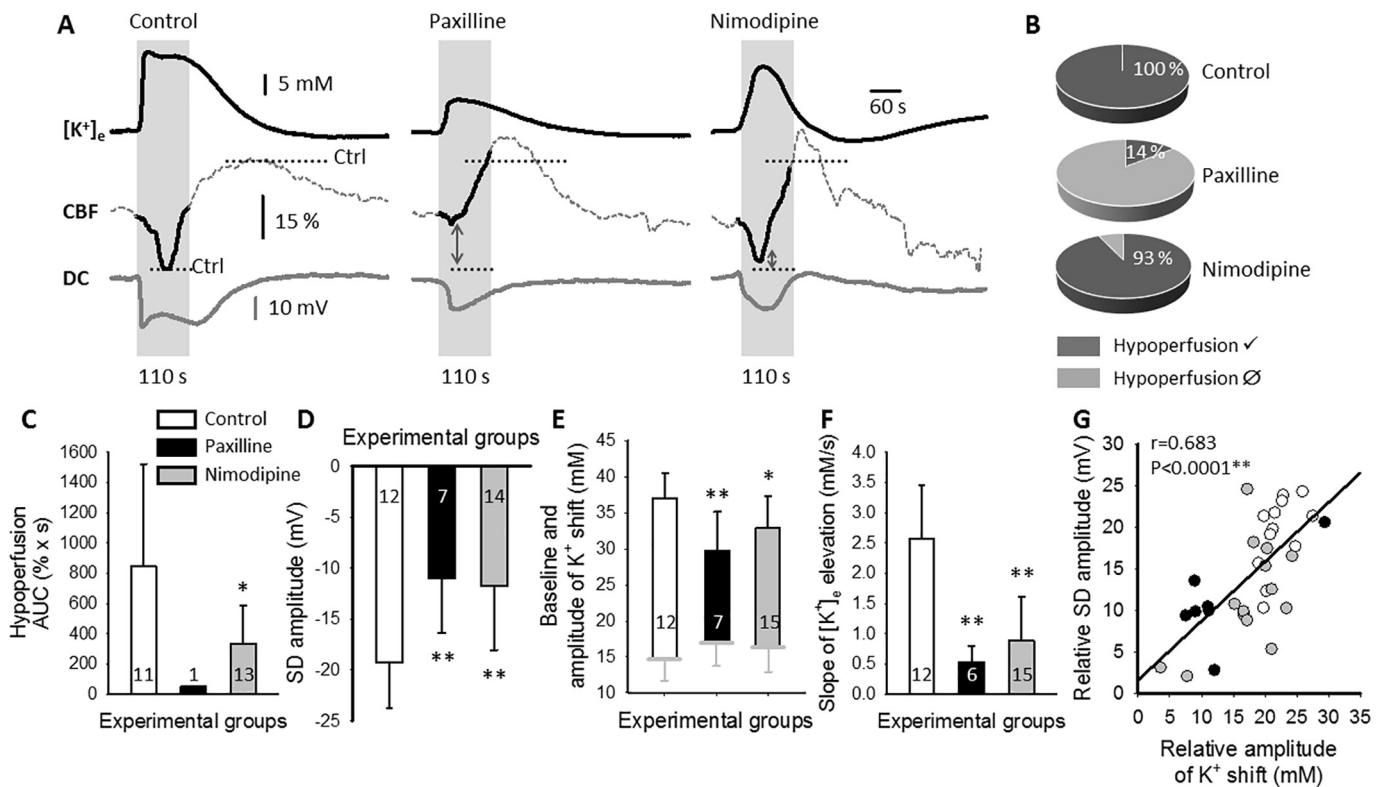 A Control Paxilline Nimodipine B
100 % Control
5 mM
60 s
[K⁺]e
14 % Paxilline
Ctrl
CBF
15 %
93 % Nimodipine
Ctrl
DC
10 mV
Hypoperfusion ✓
110 s 110 s 110 s
Hypoperfusion Ø
C
Control
Paxilline
Nimodipine
Hypoperfusion
AUC (% x s)
1600
1400
1200
1000
800
600
400
200
0
*
11 1 13
Experimental groups
D
Experimental groups
SD amplitude (mV)
0
-5
-10
-15
-20
-25
12 7 14
** **
E
Baseline and
amplitude of K⁺ shift (mM)
45
40
35
30
25
20
15
10
** *
12 7 15
Experimental groups
F
Slope of [K⁺]e elevation (mM/s)
4.0
3.5
3.0
2.5
2.0
1.5
1.0
0.5
0.0
** **
12 6 15
Experimental groups
G
r=0.683
P<0.0001**
Relative SD amplitude (mV)
30
25
20
15
10
5
0
0 5 10 15 20 25 30 35
Relative amplitude
of K⁺ shift (mM)